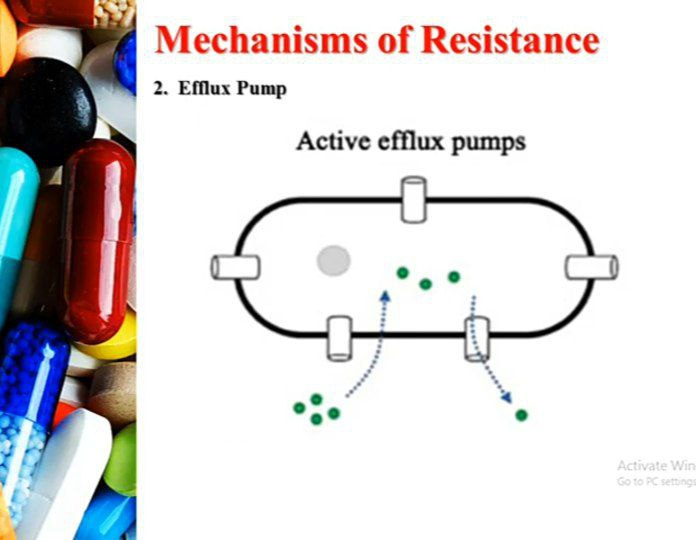 Mechanisms of Resistance
2. Efflux Pump
Active efflux pumps
Activate Win
Go to PC settings